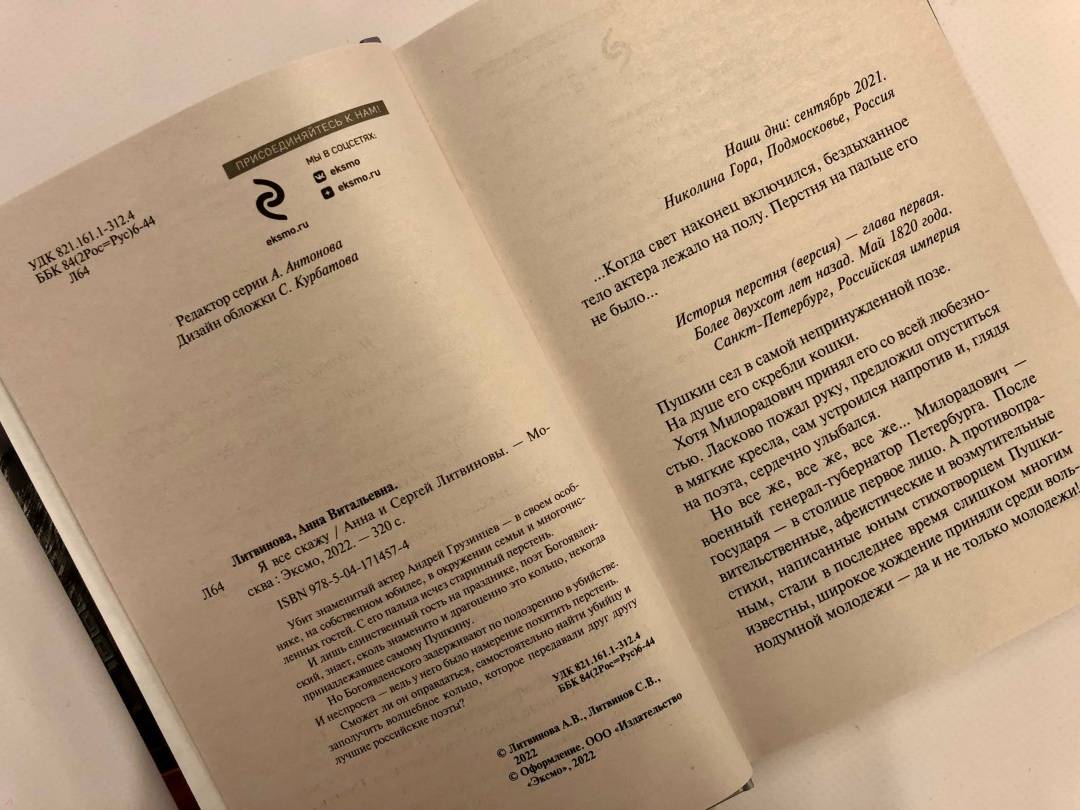 УДК 821.161.1-312.4
ББК 84(2Рос=Рус)6-44
Л64
ПРИСОЕДИНЯЙТЕСЬ К НАМ!
МЫ В СОЦСЕТЯХ:
eksmo
eksmo.ru
eksmo.ru
Редактор серии А. Антонова
Дизайн обложки С. Курбатова
Литвинова, Анна Витальевна.
Л64
Я все скажу / Анна и Сергей Литвиновы. — Мо-
сква : Эксмо, 2022. — 320 с.
ISBN 978-5-04-171457-4
Убит знаменитый актер Андрей Грузинцев — в своем особ-
няке, на собственном юбилее, в окружении семьи и многочис-
ленных гостей. С его пальца исчез старинный перстень.
И лишь единственный гость на празднике, поэт Богоявлен-
ский, знает, сколь знаменито и драгоценно это кольцо, некогда
принадлежавшее самому Пушкину.
Но Богоявленского задерживают по подозрению в убийстве.
И неспроста — ведь у него было намерение похитить перстень.
Сможет ли он оправдаться, самостоятельно найти убийцу и
заполучить волшебное кольцо, которое передавали друг другу
лучшие российские поэты?
УДК 821.161.1-312.4
ББК 84(2Рос=Рус)6-44
© Литвинова А.В., Литвинов С.В.,
2022
© Оформление. ООО «Издательство
«Эксмо», 2022
Наши дни: сентябрь 2021.
Николина Гора, Подмосковье, Россия
...Когда свет наконец включился, бездыханное
тело актера лежало на полу. Перстня на пальце его
не было...
История перстня (версия) — глава первая.
Более двухсот лет назад. Май 1820 года.
Санкт-Петербург, Российская империя
Пушкин сел в самой непринужденной позе.
На душе его скребли кошки.
Хотя Милорадович принял его со всей любезно-
стью. Ласково пожал руку, предложил опуститься
в мягкие кресла, сам устроился напротив и, глядя
на поэта, сердечно улыбался.
Но все же, все же, все же... Милорадович —
военный генерал-губернатор Петербурга. После
государя — в столице первое лицо. А противопра-
вительственные, афеистические и возмутительные
стихи, написанные юным стихотворцем Пушки-
ным, стали в последнее время слишком многим
известны, широкое хождение приняли среди воль-
нодумной молодежи — да и не только молодежи!